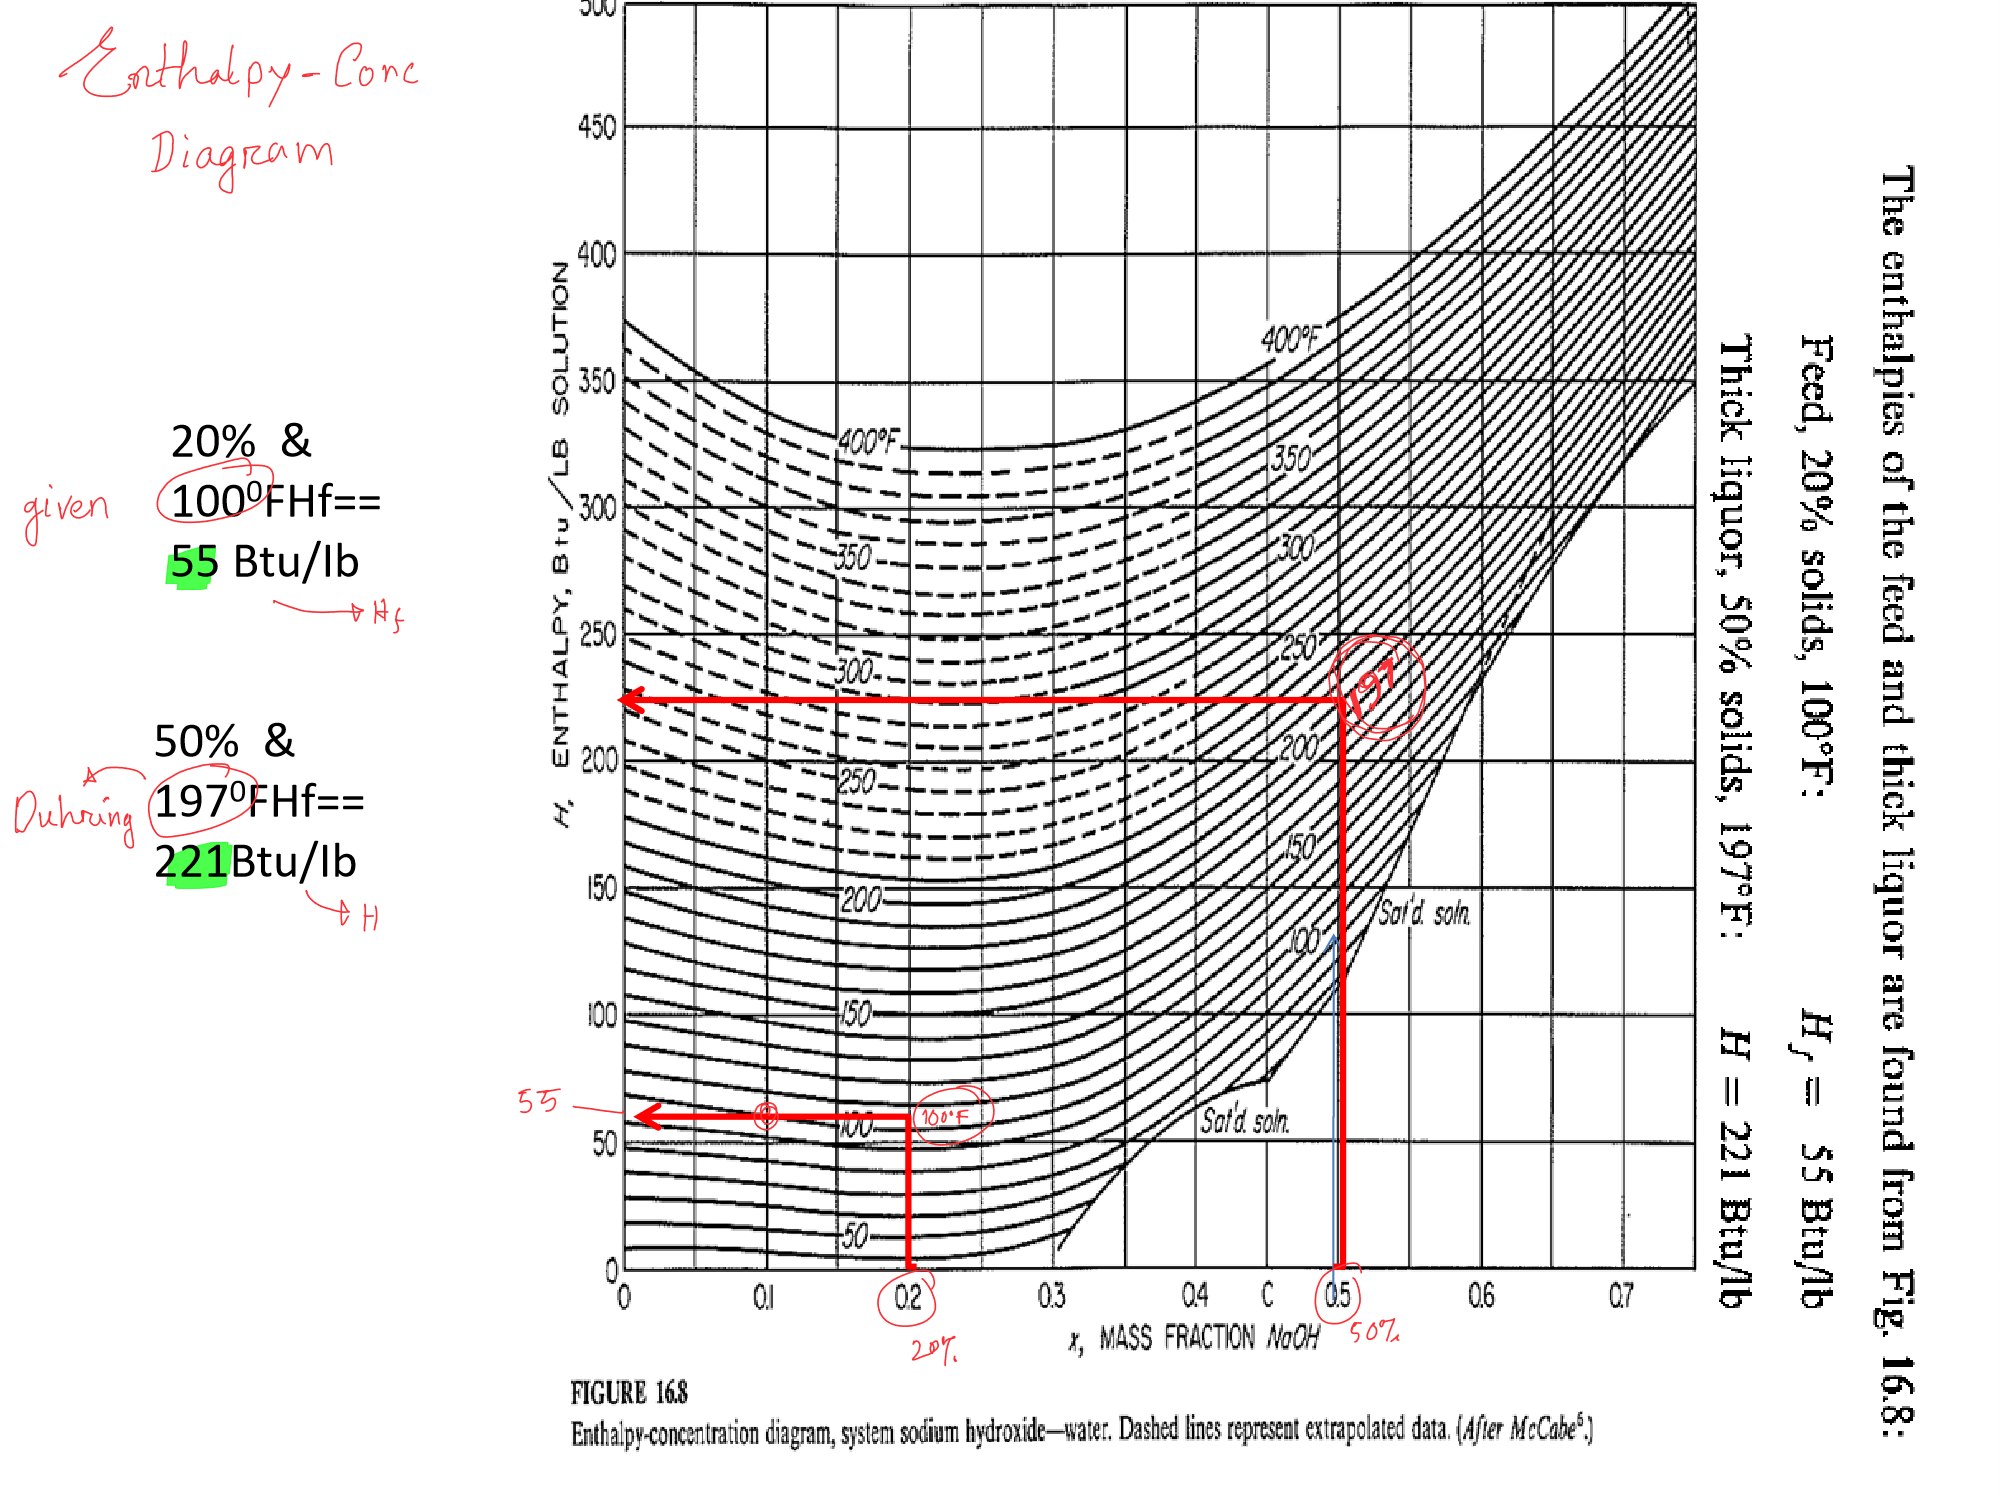 Enthalpy-Conc
Diagram
20% &
given
100⁰FHf==
55 Btu/lb
Hf
50% &
Duhring
197⁰FHf==
221Btu/lb
H
H, ENTHALPY, Btu/LB SOLUTION
500
450
400
350
300
250
200
150
100
50
0
55
400°F
350
300
250
200
150
100
50
400°F
350
300
250
200
150
100
197
100°F
Sat'd. soln.
Sat'd. soln.
0
0.1
0.2
0.3
0.4
C
0.5
0.6
0.7
20%
50%
x, MASS FRACTION NaOH
FIGURE 16.8
Enthalpy-concentration diagram, system sodium hydroxide—water. Dashed lines represent extrapolated data. (After McCabe⁶.)
The enthalpies of the feed and thick liquor are found from Fig. 16.8:
Feed, 20% solids, 100°F: Hf = 55 Btu/lb
Thick liquor, 50% solids, 197°F: H = 221 Btu/lb